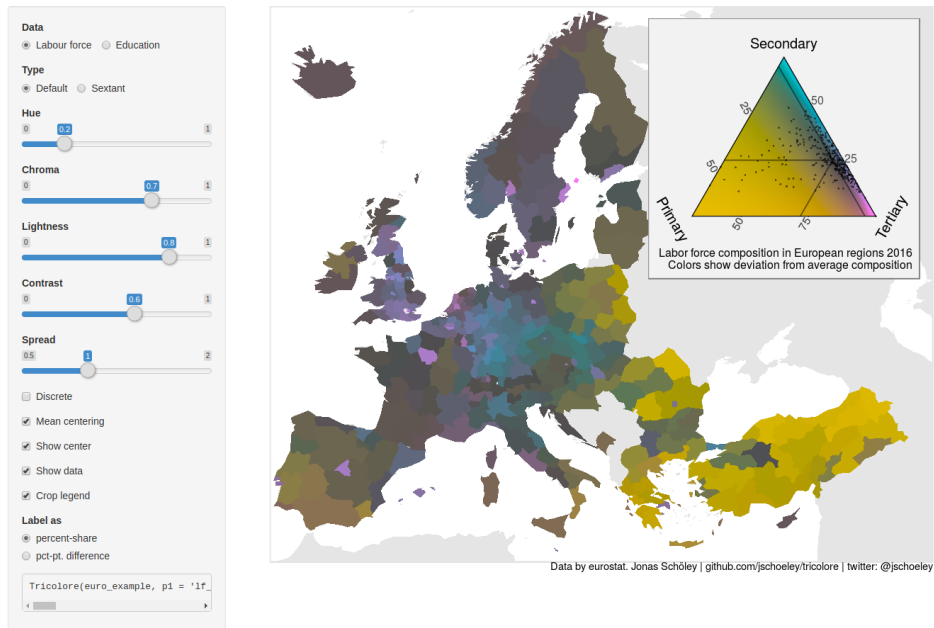 Data
Labour force Education
Type
Default Sextant
Hue
0 0.2 1
Chroma
0 0.7 1
Lightness
0 0.8 1
Contrast
0 0.6 1
Spread
0.5 1 2
Discrete
Mean centering
Show center
Show data
Crop legend
Label as
percent-share
pct-pt. difference
Tricolore(euro_example, p1 = 'lf_
Secondary
25 50
50 25
Primary 50 75 Tertiary
Labor force composition in European regions 2016
Colors show deviation from average composition
Data by eurostat. Jonas Schöley | github.com/jschoeley/tricolore | twitter: @jschoeley